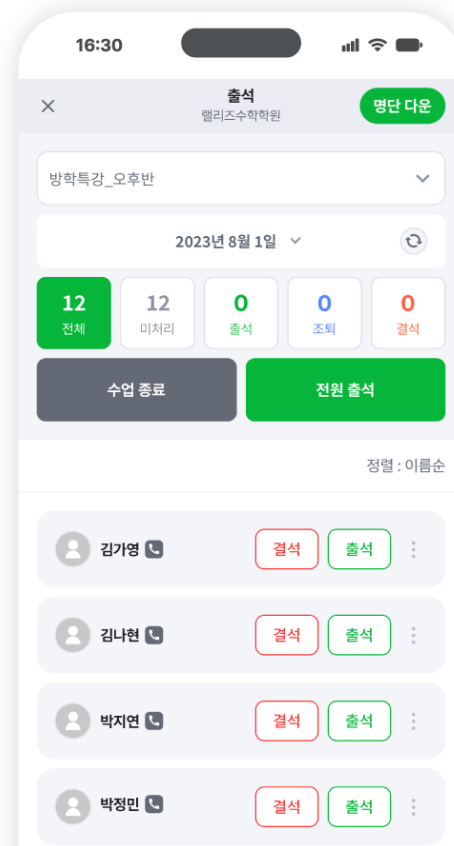 16:30
출석
랠리즈수학학원
명단 다운
방학특강_오후반
2023년 8월 1일
12 12 0 0 0
전체 미처리 출석 조퇴 결석
수업 종료 전원 출석
정렬 : 이름순
김가영 결석 출석
김나현 결석 출석
박지연 결석 출석
박정민 결석 출석